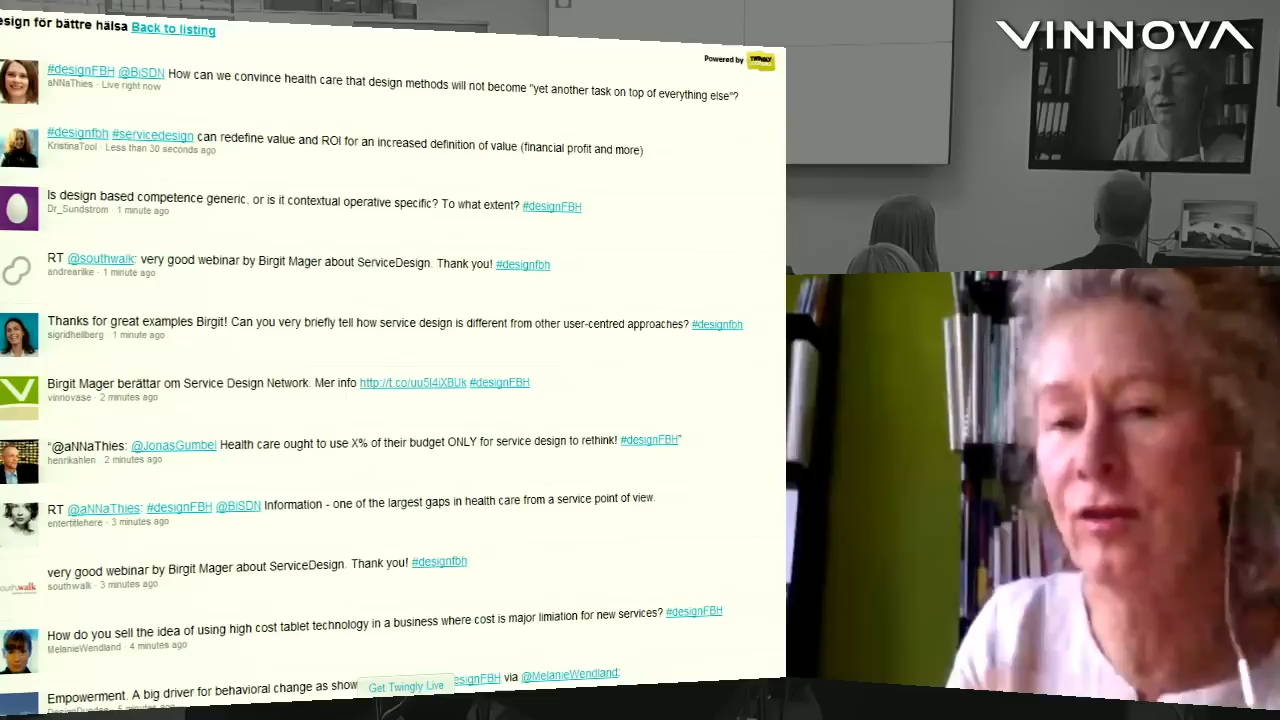 esign för bättre hälsa Back to listing
VINNOVA
Powered by TWINGLY
#designFBH @BiSDN How can we convince health care that design methods will not become "yet another task on top of everything else"?
aNNaThies · Live right now
#designfbh #servicedesign can redefine value and ROI for an increased definition of value (financial profit and more)
KristinaTool · Less than 30 seconds ago
Is design based competence generic, or is it contextual operative specific? To what extent? #designFBH
Dr_Sundstrom · 1 minute ago
RT @southwalk: very good webinar by Birgit Mager about ServiceDesign. Thank you! #designfbh
andrearilke · 1 minute ago
Thanks for great examples Birgit! Can you very briefly tell how service design is different from other user-centred approaches? #designfbh
sigridhellberg · 1 minute ago
Birgit Mager berättar om Service Design Network. Mer info http://t.co/uu5I4iXBUk #designFBH
vinnovase · 2 minutes ago
"@aNNaThies: @JonasGumbel Health care ought to use X% of their budget ONLY for service design to rethink! #designFBH"
henrikahlen · 2 minutes ago
RT @aNNaThies: #designFBH @BiSDN Information - one of the largest gaps in health care from a service point of view.
entertitlehere · 3 minutes ago
very good webinar by Birgit Mager about ServiceDesign. Thank you! #designfbh
southwalk · 3 minutes ago
How do you sell the idea of using high cost tablet technology in a business where cost is major limiation for new services? #designFBH
MelanieWendland · 4 minutes ago
Empowerment. A big driver for behavioral change as show esignFBH via @MelanieWendland:
Get Twingly Live
5 minutes ago